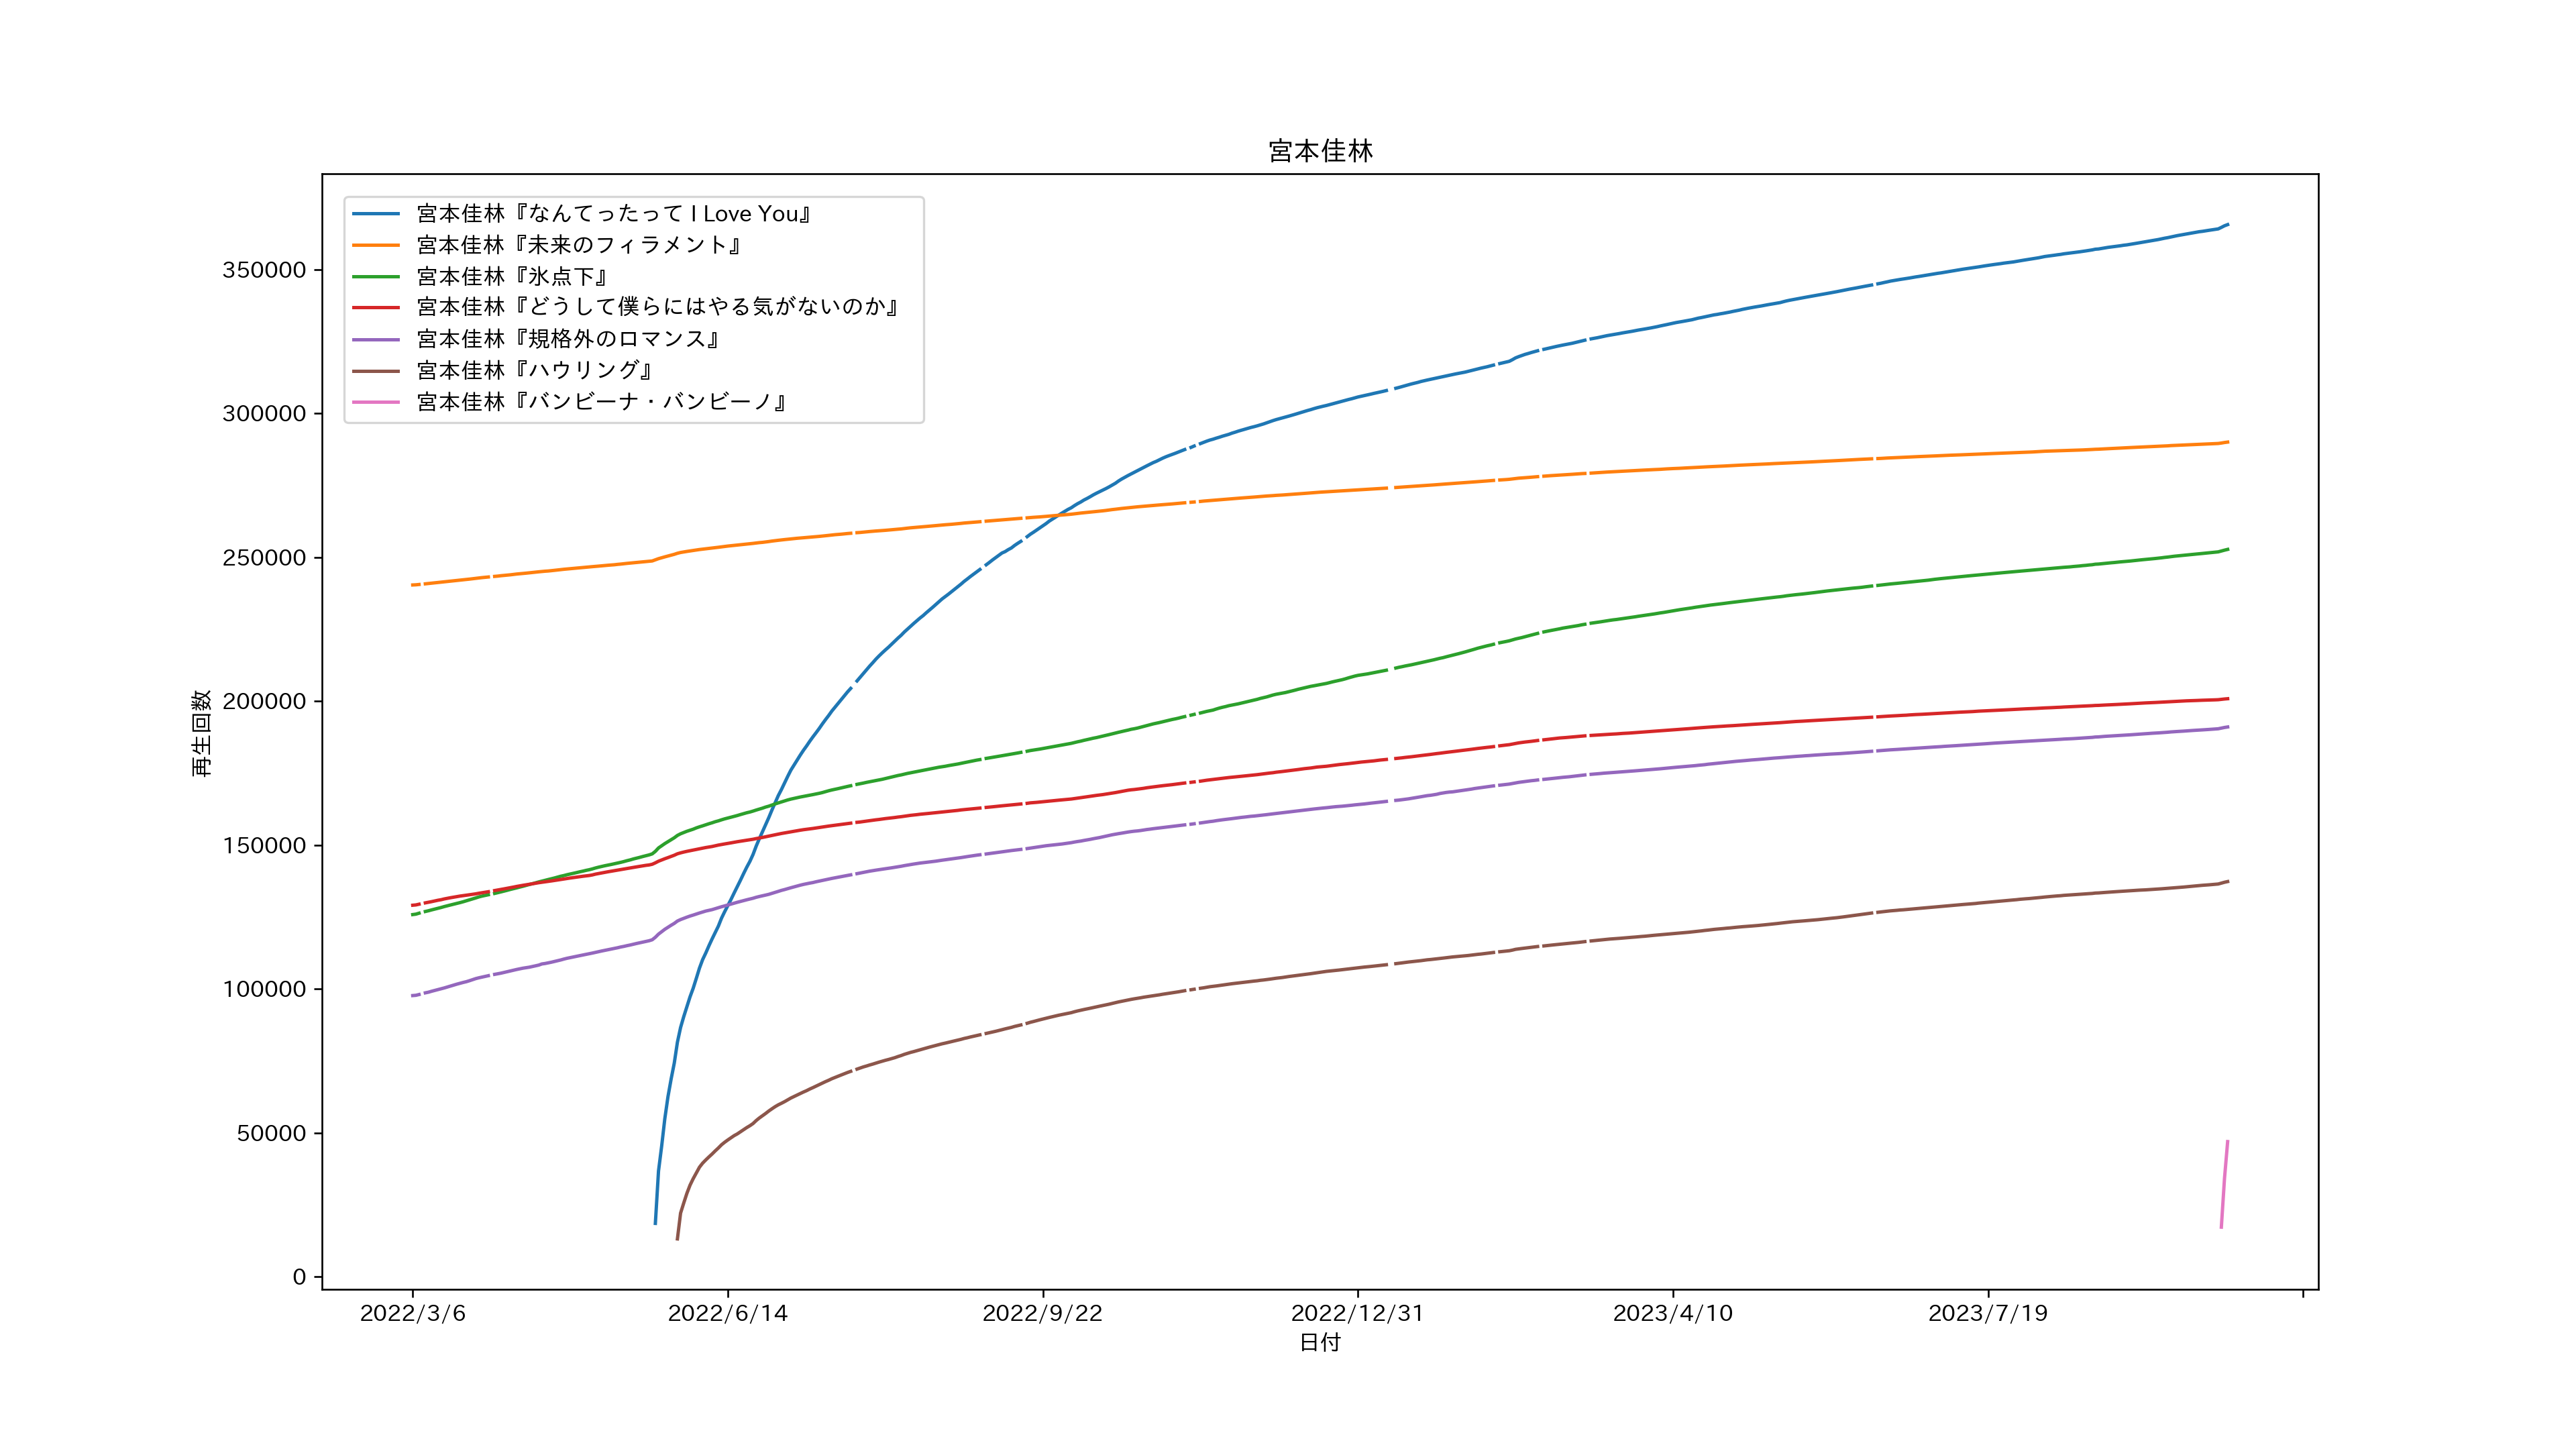 宮本佳林
宮本佳林『なんてったって I Love You』
宮本佳林『未来のフィラメント』
宮本佳林『氷点下』
宮本佳林『どうして僕らにはやる気がないのか』
宮本佳林『規格外のロマンス』
宮本佳林『ハウリング』
宮本佳林『バンビーナ・バンビーノ』
再生回数
350000
300000
250000
200000
150000
100000
50000
0
2022/3/6
2022/6/14
2022/9/22
2022/12/31
2023/4/10
2023/7/19
日付